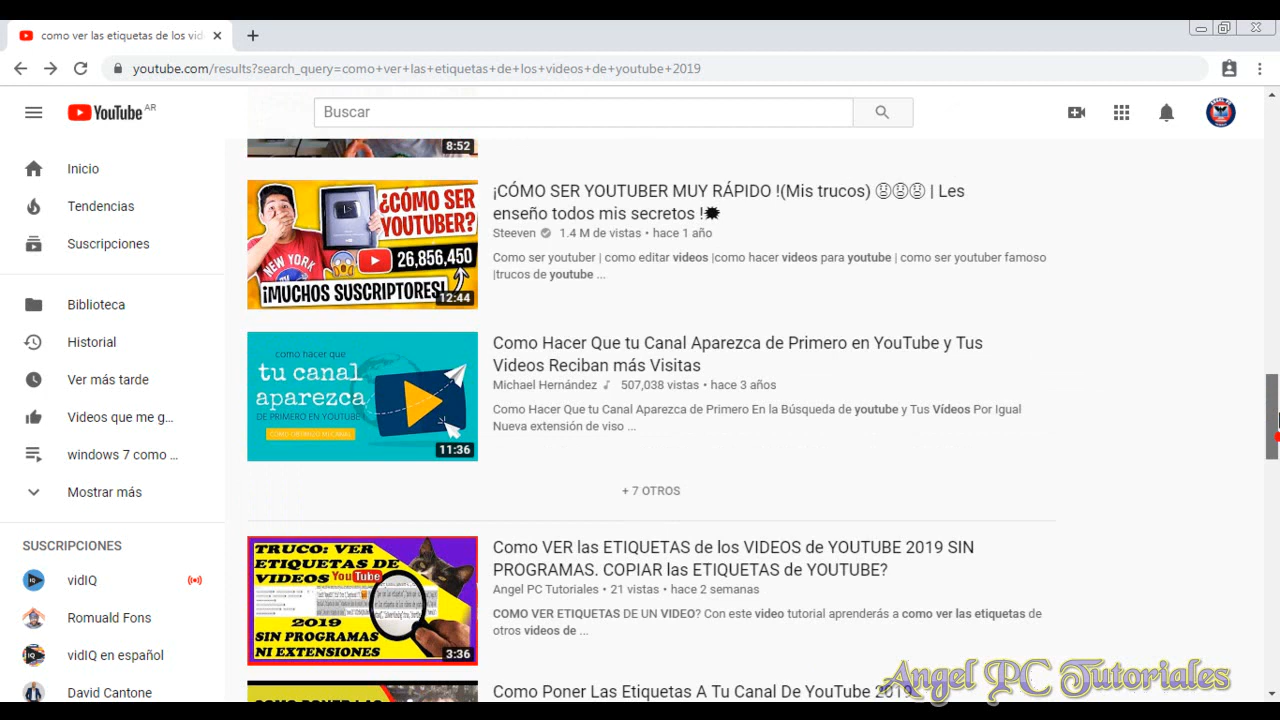 como ver las etiquetas de los vid
youtube.com/results?search_query=como+ver+las+etiquetas+de+los+videos+de+youtube+2019
YouTube AR
Buscar
Inicio
Tendencias
Suscripciones
Biblioteca
Historial
Ver más tarde
Videos que me g...
windows 7 como ...
Mostrar más
SUSCRIPCIONES
vidIQ
Romuald Fons
vidIQ en español
David Cantone
8:52
¿CÓMO SER
YOUTUBER?
NEW YORK
26,856,450
¡MUCHOS SUSCRIPTORES!
12:44
¡CÓMO SER YOUTUBER MUY RÁPIDO !(Mis trucos) 😡😡😡 | Les
enseño todos mis secretos !✹
Steeven 1.4 M de vistas • hace 1 año
Como ser youtuber | como editar videos |como hacer videos para youtube | como ser youtuber famoso
|trucos de youtube ...
como hacer que
tu canal
aparezca
DE PRIMERO EN YOUTUBE
11:36
Como Hacer Que tu Canal Aparezca de Primero en YouTube y Tus
Videos Reciban más Visitas
Michael Hernández ♪ 507,038 vistas • hace 3 años
Como Hacer Que tu Canal Aparezca de Primero En la Búsqueda de youtube y Tus Vídeos Por Igual
Nueva extensión de viso ...
+ 7 OTROS
TRUCO: VER
ETIQUETAS DE
VIDEOS YouTube
2019
SIN PROGRAMAS
NI EXTENSIONES
3:36
Como VER las ETIQUETAS de los VIDEOS de YOUTUBE 2019 SIN
PROGRAMAS. COPIAR las ETIQUETAS de YOUTUBE?
Angel PC Tutoriales • 21 vistas • hace 2 semanas
COMO VER ETIQUETAS DE UN VIDEO? Con este video tutorial aprenderás a como ver las etiquetas de
otros videos de ...
Como Poner Las Etiquetas A Tu Canal De YouTube 2019
Angel PC Tutoriales